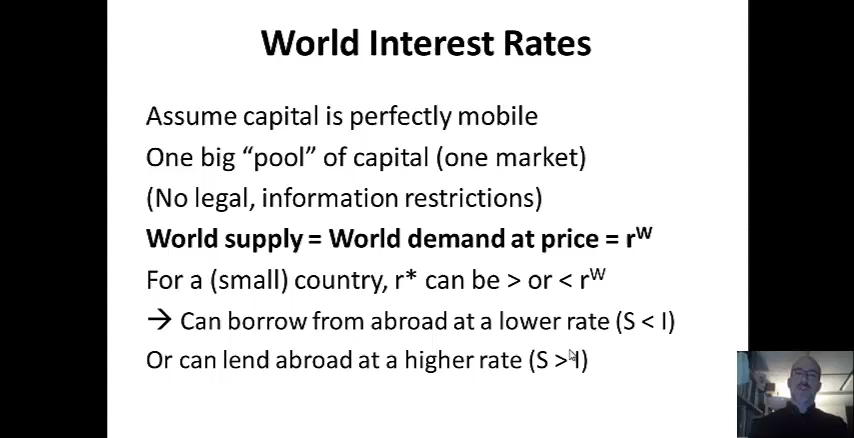 World Interest Rates
Assume capital is perfectly mobile
One big “pool” of capital (one market)
(No legal, information restrictions)
World supply = World demand at price = rᵂ
For a (small) country, r* can be > or < rᵂ
→ Can borrow from abroad at a lower rate (S < I)
Or can lend abroad at a higher rate (S > I)